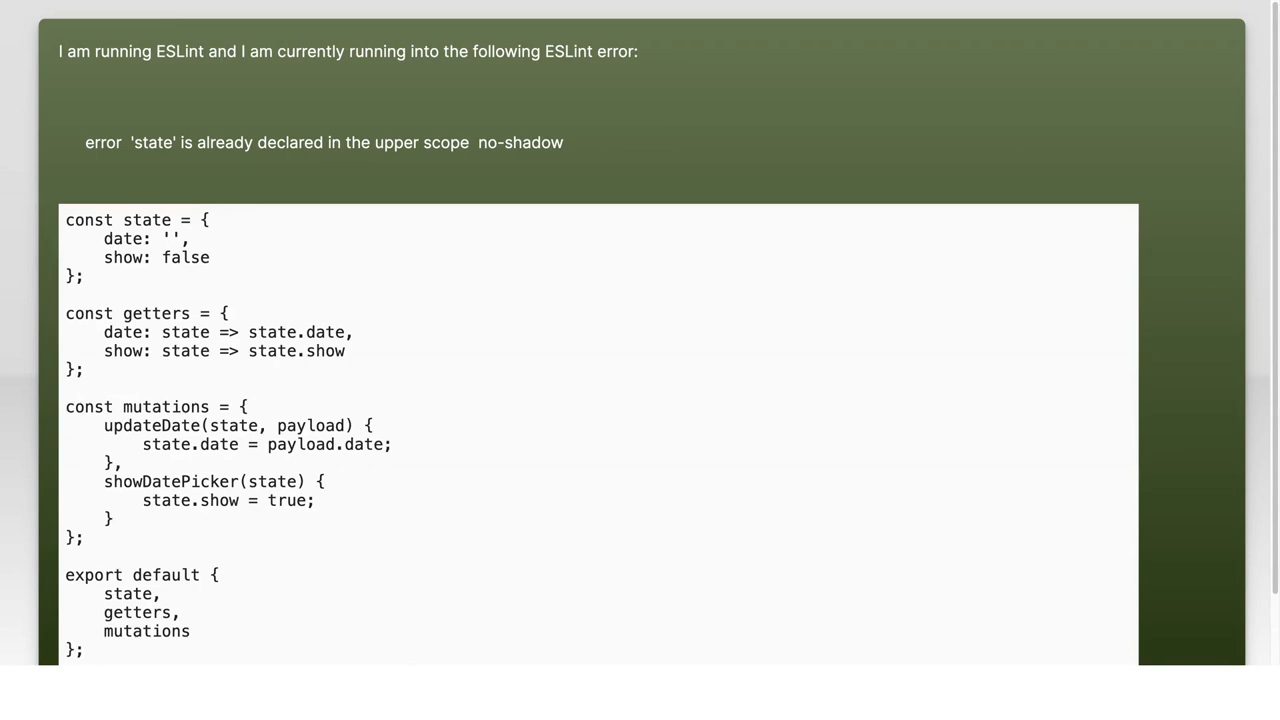 I am running ESLint and I am currently running into the following ESLint error:
error  'state' is already declared in the upper scope  no-shadow
const state = {
    date: '',
    show: false
};
const getters = {
    date: state => state.date,
    show: state => state.show
};
const mutations = {
    updateDate(state, payload) {
        state.date = payload.date;
    },
    showDatePicker(state) {
        state.show = true;
    }
};
export default {
    state,
    getters,
    mutations
};